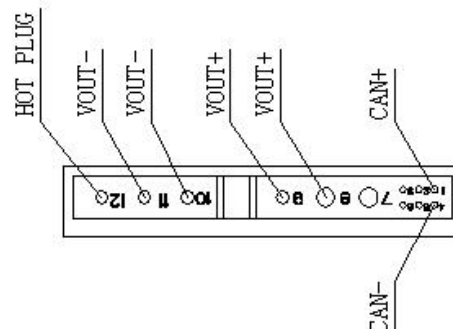 HOT PLUG
VOUT-
VOUT-
VOUT+
VOUT+
CAN+
12
11
10
9
8
7
CAN-